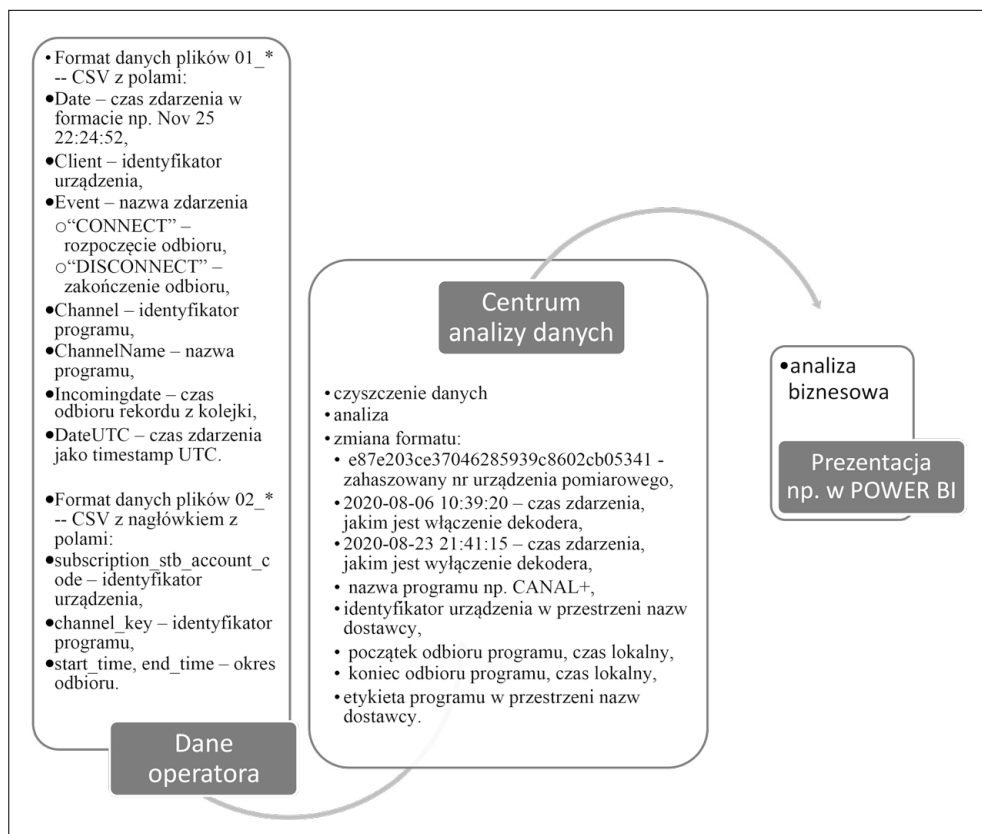 • Format danych plików 01_*
-- CSV z polami:
•Date – czas zdarzenia w
formacie np. Nov 25
22:24:52,
•Client – identyfikator
urządzenia,
•Event – nazwa zdarzenia
○“CONNECT” –
rozpoczęcie odbioru,
○“DISCONNECT” –
zakończenie odbioru,
•Channel – identyfikator
programu,
•ChannelName – nazwa
programu,
•Incomingdate – czas
odbioru rekordu z kolejki,
•DateUTC – czas zdarzenia
jako timestamp UTC.
•Format danych plików 02_*
-- CSV z nagłówkiem z
polami:
•subscription_stb_account_c
ode – identyfikator
urządzenia,
•channel_key – identyfikator
programu,
•start_time, end_time – okres
odbioru.
Dane
operatora
Centrum
analizy danych
• czyszczenie danych
• analiza
• zmiana formatu:
• e87e203ce37046285939c8602cb05341 -
zahaszowany nr urządzenia pomiarowego,
• 2020-08-06 10:39:20 – czas zdarzenia,
jakim jest włączenie dekodera,
• 2020-08-23 21:41:15 – czas zdarzenia,
jakim jest wyłączenie dekodera,
• nazwa programu np. CANAL+,
• identyfikator urządzenia w przestrzeni nazw
dostawcy,
• początek odbioru programu, czas lokalny,
• koniec odbioru programu, czas lokalny,
• etykieta programu w przestrzeni nazw
dostawcy.
•analiza
biznesowa
Prezentacja
np. w POWER BI